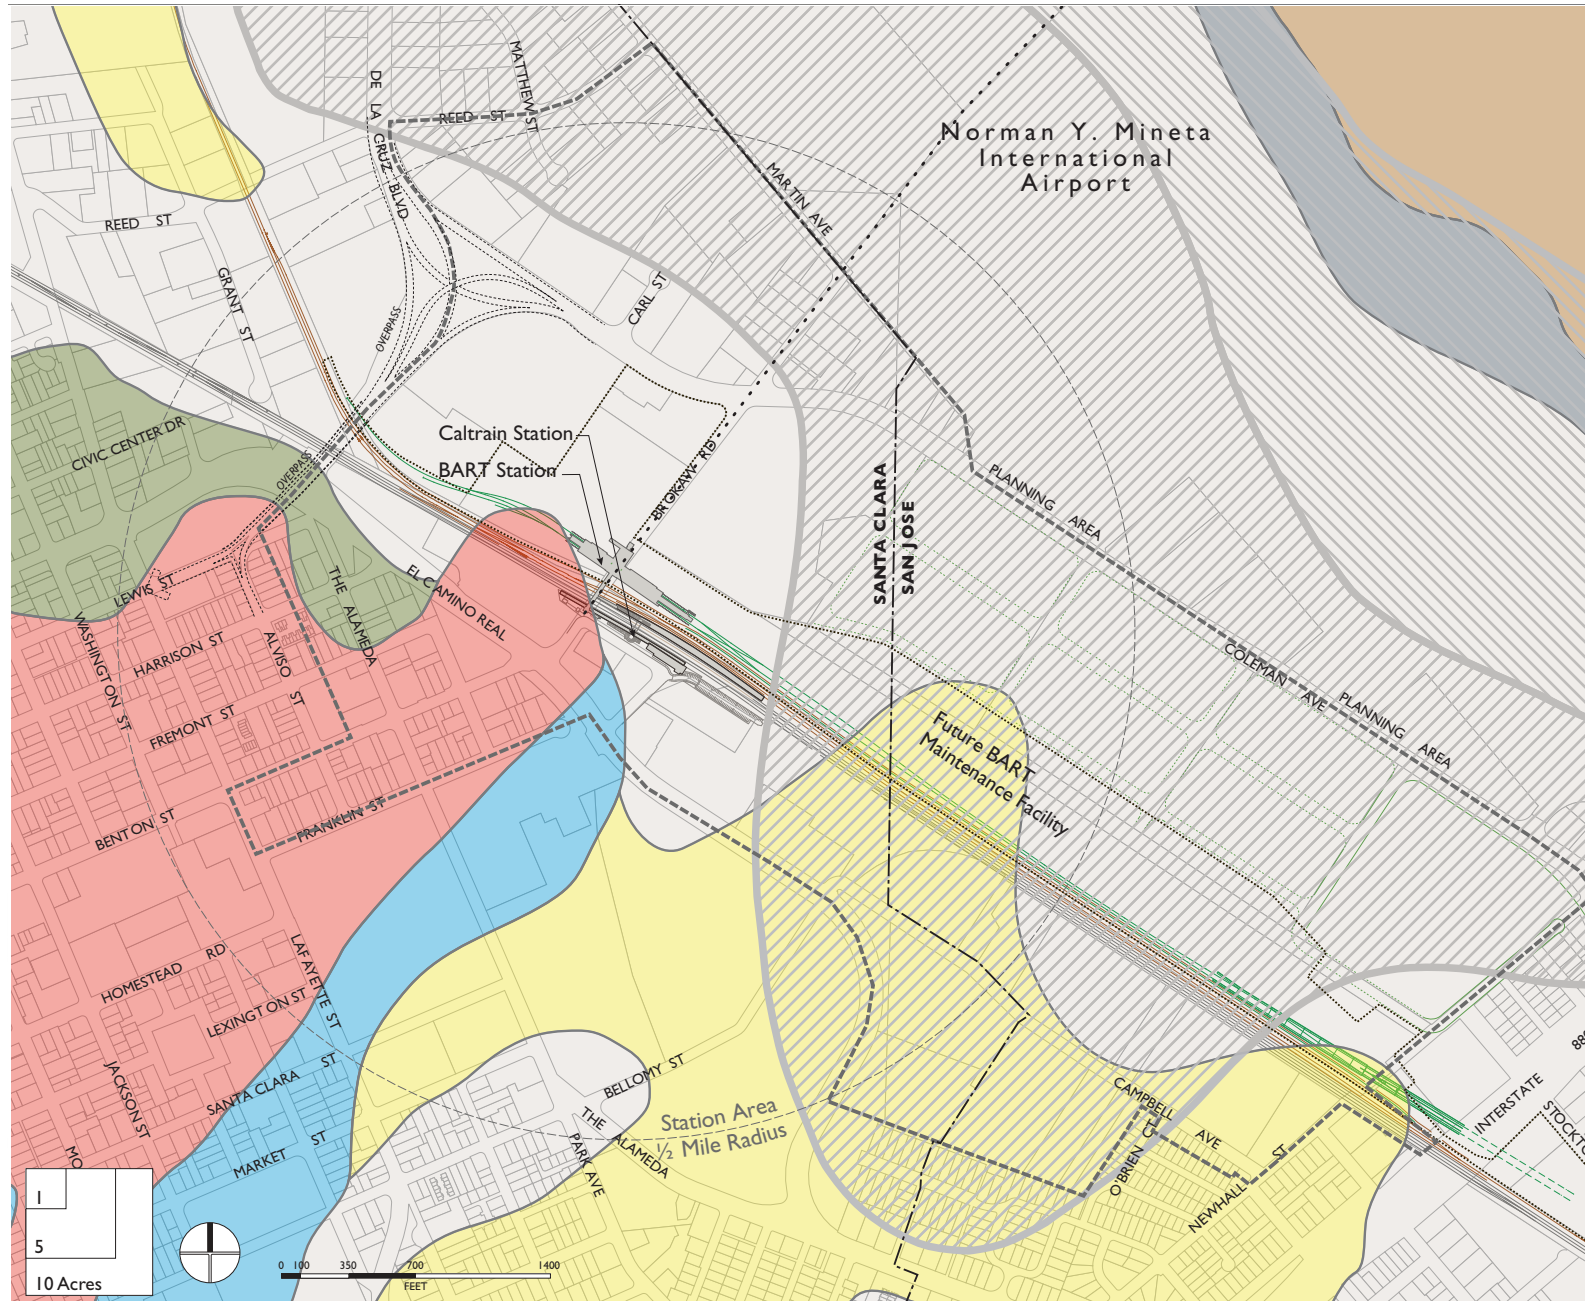 MATTHEW ST
DE LA CRUZ BLVD
REED ST
Norman Y. Mineta
International
Airport
MARTIN AVE
REED ST
GRANT ST
CARL ST
OVERPASS
CIVIC CENTER DR
Caltrain Station
BART Station
BROKAW RD
OVERPASS
SANTA CLARA
SAN JOSE
PLANNING AREA
LEWIS ST
THE ALAMEDA
EL CAMINO REAL
WASHINGTON ST
HARRISON ST
ALVISO ST
FREMONT ST
COLEMAN AVE
PLANNING AREA
Future BART
Maintenance Facility
BENTON ST
FRANKLIN ST
HOMESTEAD RD
LAFAYETTE ST
LEXINGTON ST
JACKSON ST
SANTA CLARA ST
BELLOMY ST
MARKET ST
Station Area
½ Mile Radius
THE ALAMEDA
PARK AVE
CAMPBELL AVE
O'BRIEN CT
NEWHALL ST
INTERSTATE
88
STOCKTO
MO
1
5
10 Acres
0 100 350 700 1400
FEET